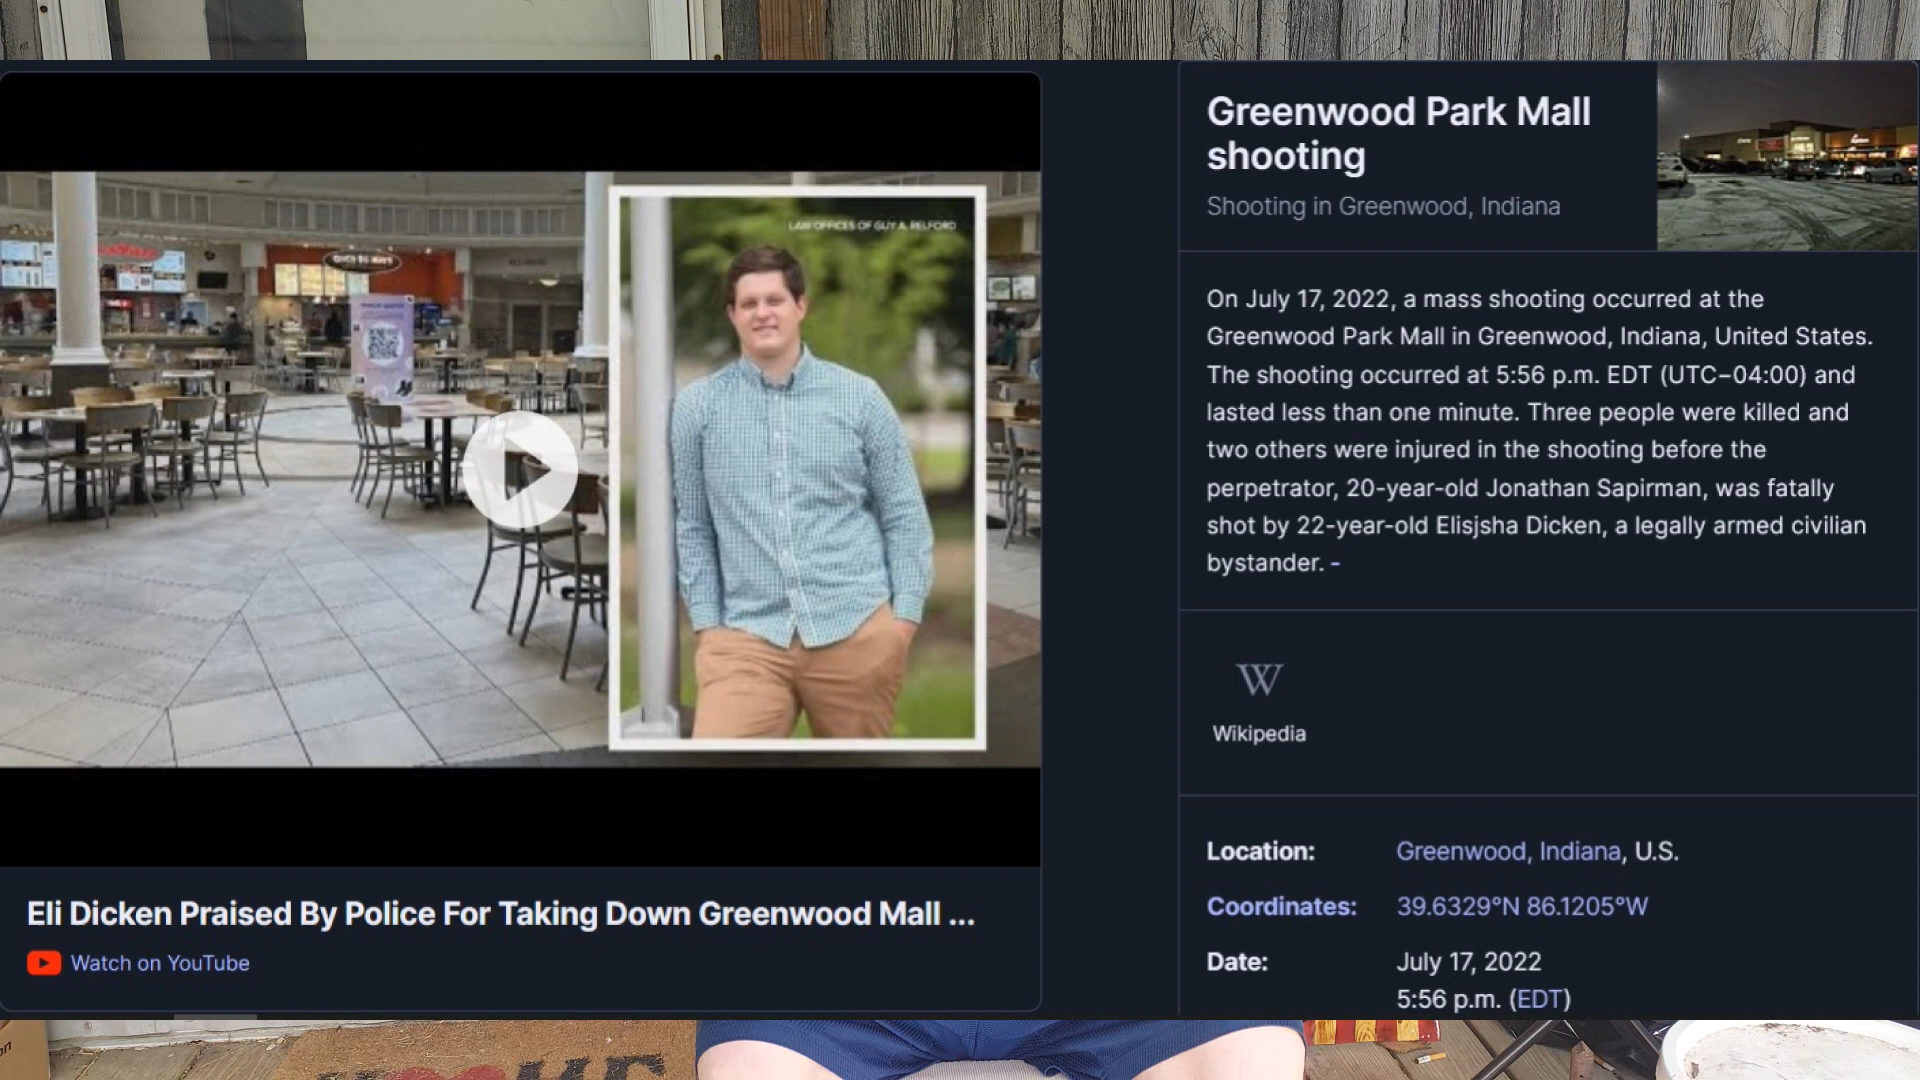 LAW OFFICES OF GUY A. RELFORD
Eli Dicken Praised By Police For Taking Down Greenwood Mall ...
Watch on YouTube
Greenwood Park Mall
shooting
Shooting in Greenwood, Indiana
On July 17, 2022, a mass shooting occurred at the
Greenwood Park Mall in Greenwood, Indiana, United States.
The shooting occurred at 5:56 p.m. EDT (UTC−04:00) and
lasted less than one minute. Three people were killed and
two others were injured in the shooting before the
perpetrator, 20-year-old Jonathan Sapirman, was fatally
shot by 22-year-old Elisjsha Dicken, a legally armed civilian
bystander. -
W
Wikipedia
Location: Greenwood, Indiana, U.S.
Coordinates: 39.6329°N 86.1205°W
Date: July 17, 2022
5:56 p.m. (EDT)